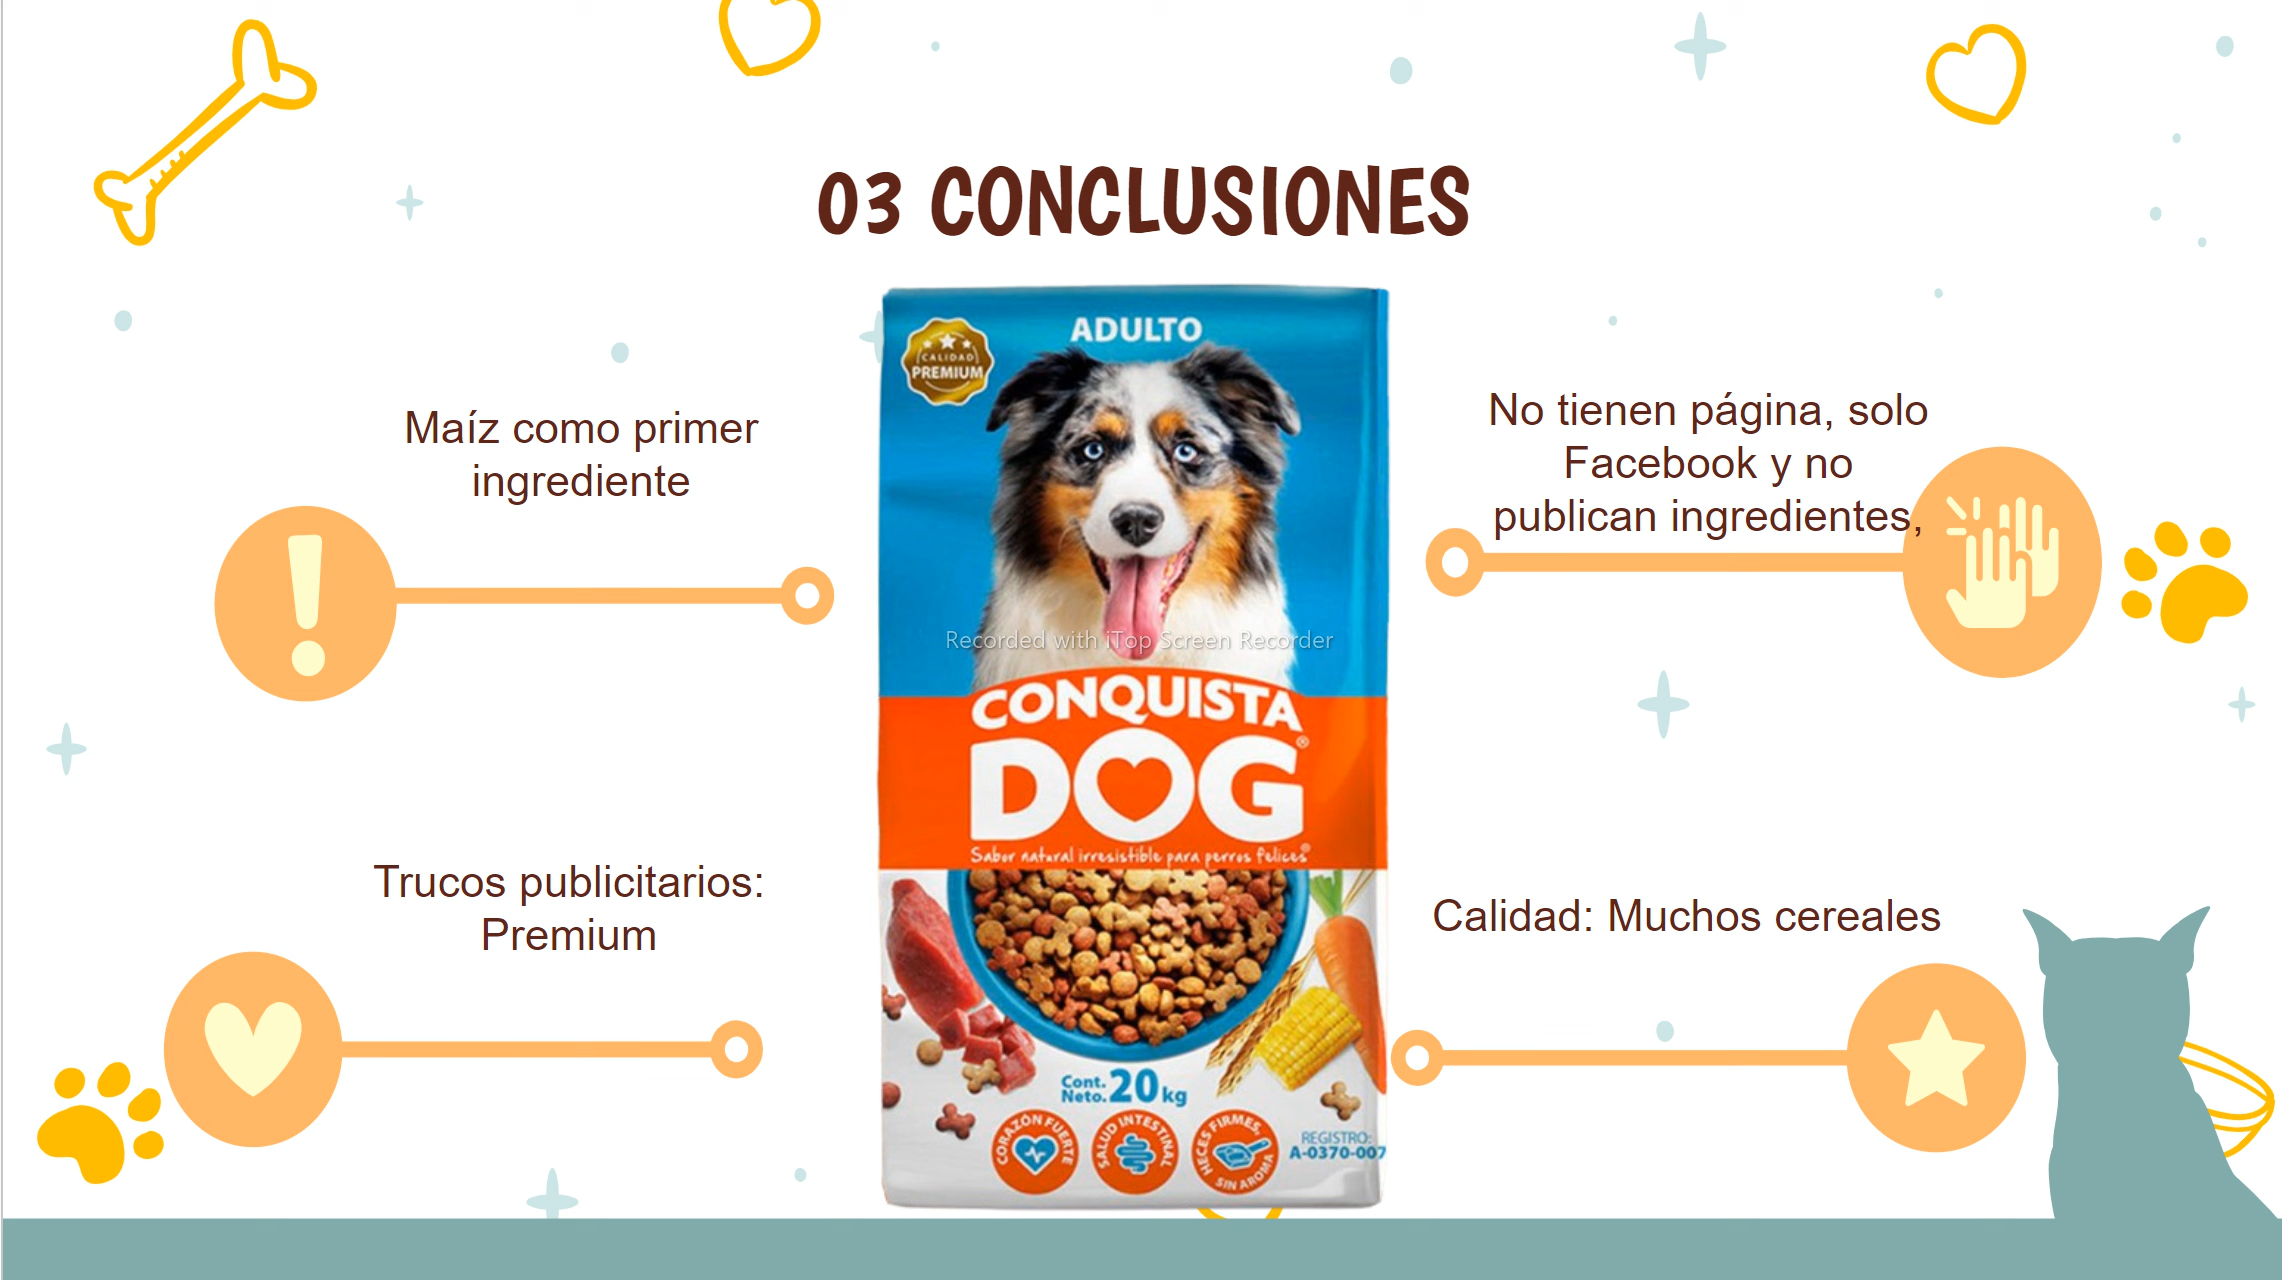 03 CONCLUSIONES
Maíz como primer
ingrediente
No tienen página, solo
Facebook y no
publican ingredientes,
Trucos publicitarios:
Premium
Calidad: Muchos cereales
ADULTO
CALIDAD
PREMIUM
Recorded with iTop Screen Recorder
CONQUISTA
DOG®
Sabor natural irresistible para perros felices®
Cont.
Neto. 20 kg
CORAZÓN FUERTE
SALUD INTESTINAL
HECES FIRMES,
SIN AROMA
REGISTRO:
A-0370-007